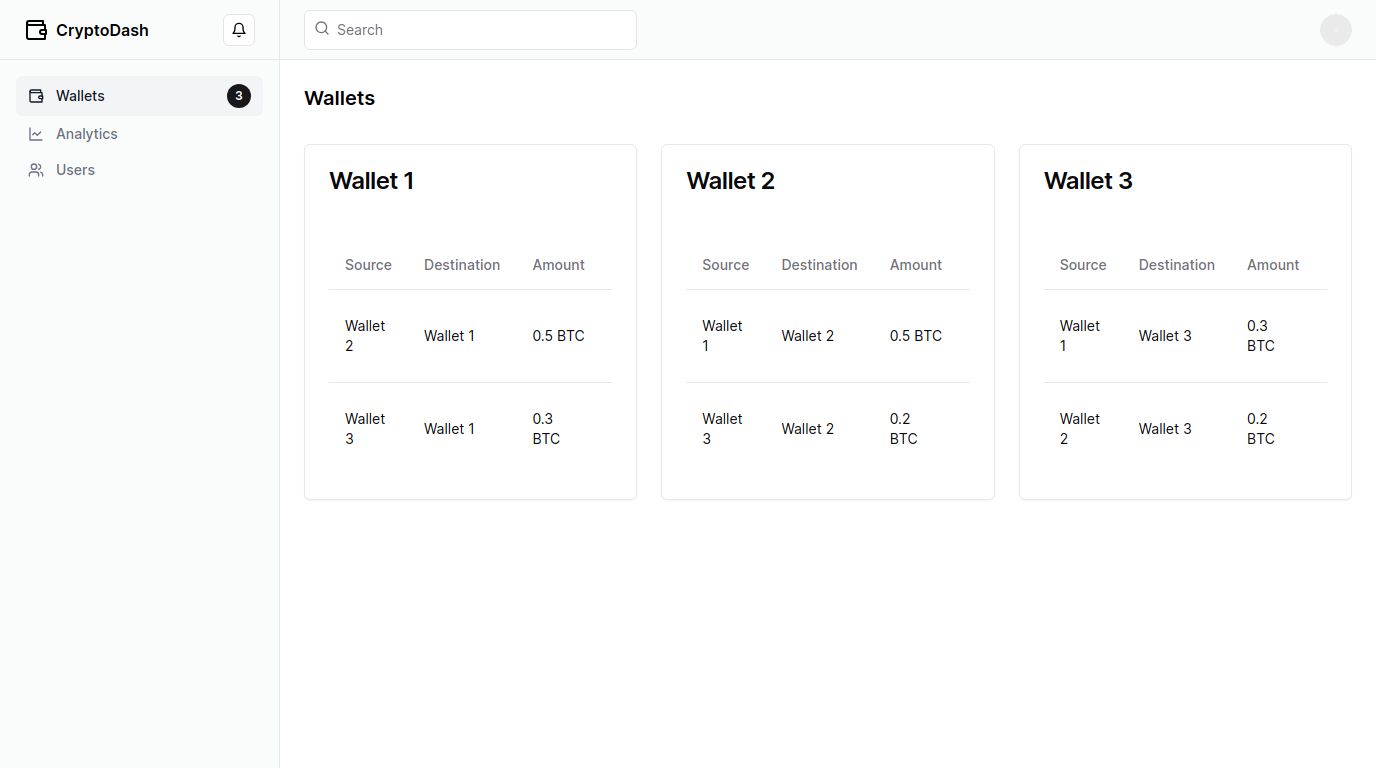 CryptoDash
Search
Wallets 3
Analytics
Users
Wallets
Wallet 1
Source Destination Amount
Wallet
2
Wallet 1
0.5 BTC
Wallet
3
Wallet 1
0.3
BTC
Wallet 2
Source Destination Amount
Wallet
1
Wallet 2
0.5 BTC
Wallet
3
Wallet 2
0.2
BTC
Wallet 3
Source Destination Amount
Wallet
1
Wallet 3
0.3
BTC
Wallet
2
Wallet 3
0.2
BTC